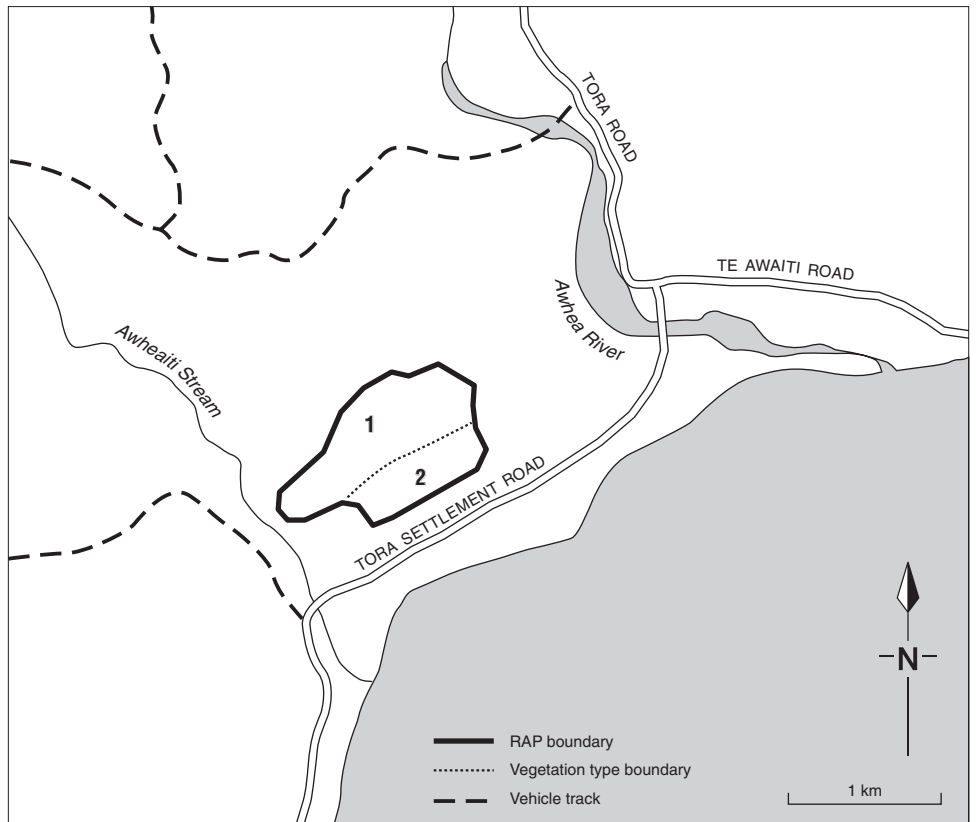 TORA ROAD
TE AWAITI ROAD
Awhea River
Awheaiti Stream
1
2
TORA SETTLEMENT ROAD
N
RAP boundary
Vegetation type boundary
Vehicle track
1 km